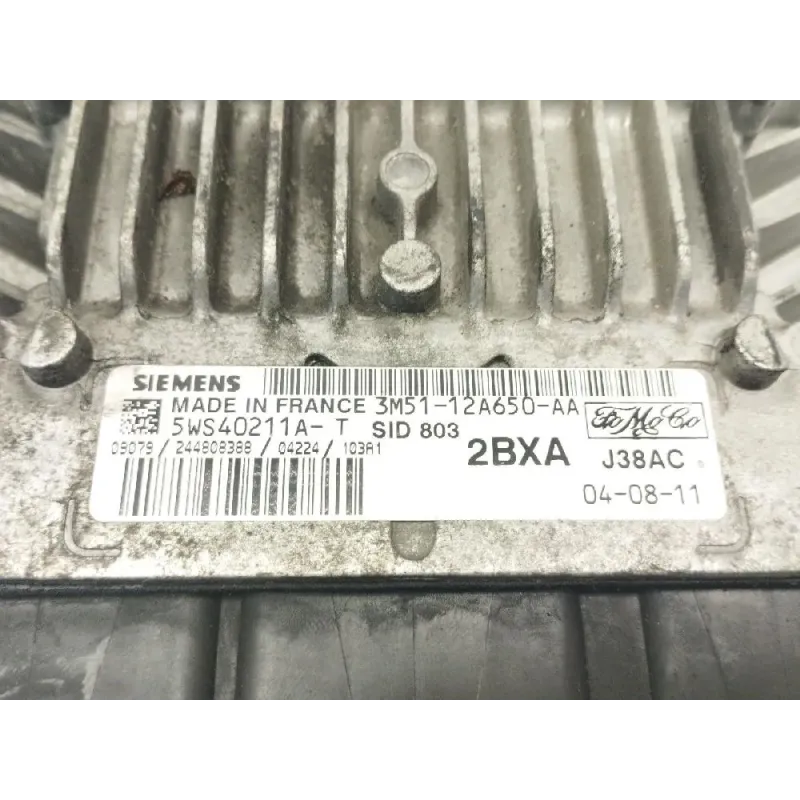 SIEMENS
MADE IN FRANCE 3M51-12A650-AA
5WS40211A- T SID 803
FoMoCo
09079 / 244808388 / 04224 / 103A1
2BXA
J38AC
04-08-11